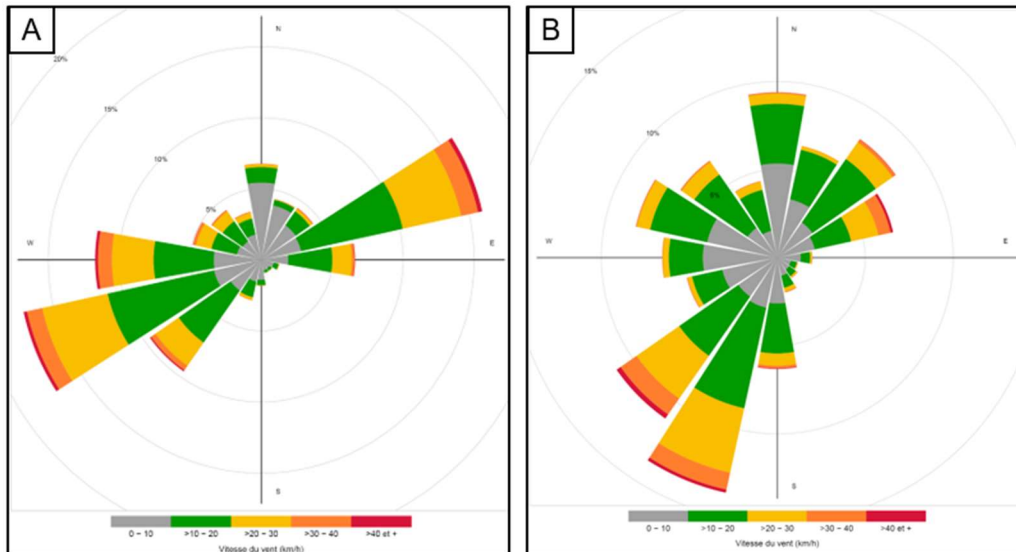 A
N
20%
15%
10%
5%
W
E
S
0 – 10 >10 – 20 >20 – 30 >30 – 40 >40 et +
Vitesse du vent (km/h)
B
N
15%
10%
5%
W
E
S
0 – 10 >10 – 20 >20 – 30 >30 – 40 >40 et +
Vitesse du vent (km/h)